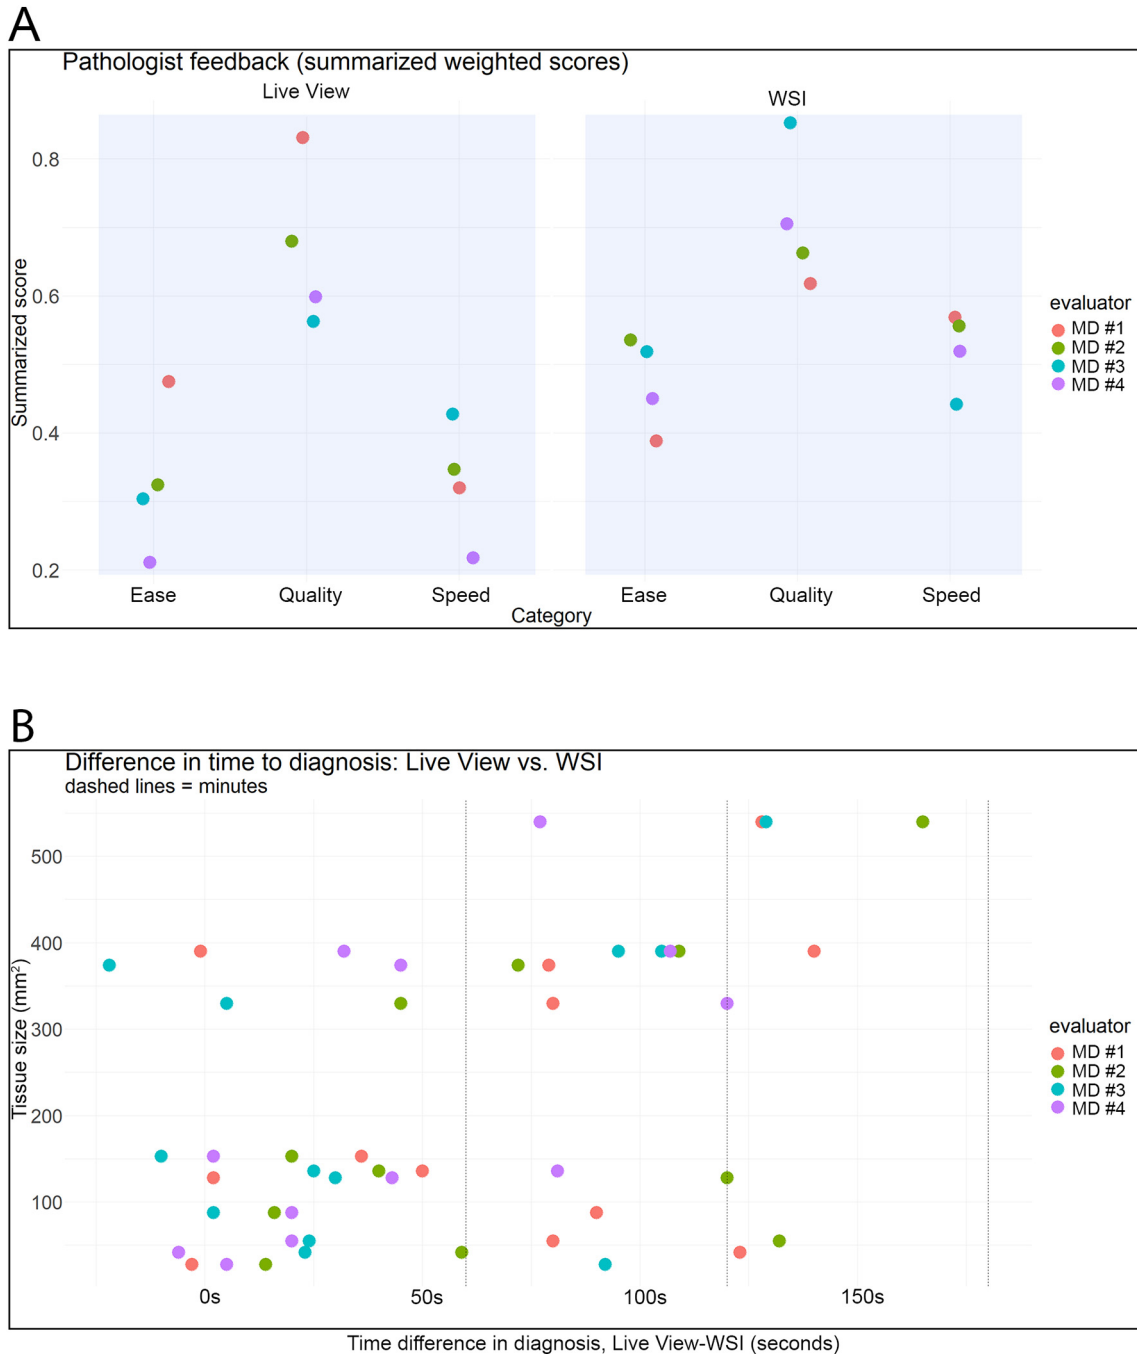 A
Pathologist feedback (summarized weighted scores)
Live View
WSI
0.8
0.6
0.4
0.2
Summarized score
Ease
Quality
Speed
Ease
Quality
Speed
Category
evaluator
MD #1
MD #2
MD #3
MD #4
B
Difference in time to diagnosis: Live View vs. WSI
dashed lines = minutes
500
400
300
200
100
Tissue size (mm²)
0s
50s
100s
150s
Time difference in diagnosis, Live View-WSI (seconds)
evaluator
MD #1
MD #2
MD #3
MD #4